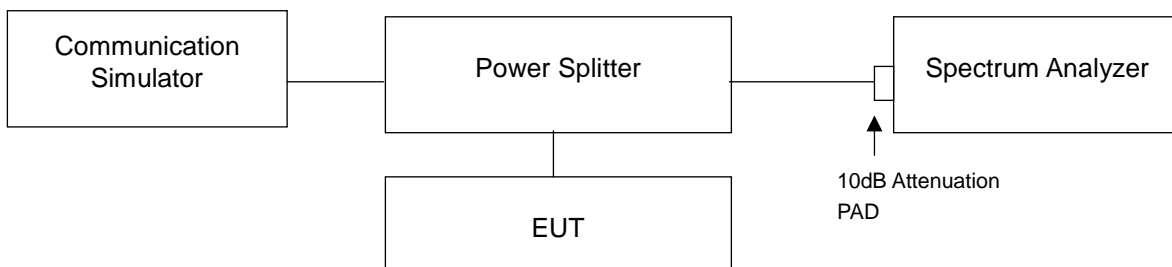 Communication
Simulator
Power Splitter
Spectrum Analyzer
10dB Attenuation
PAD
EUT